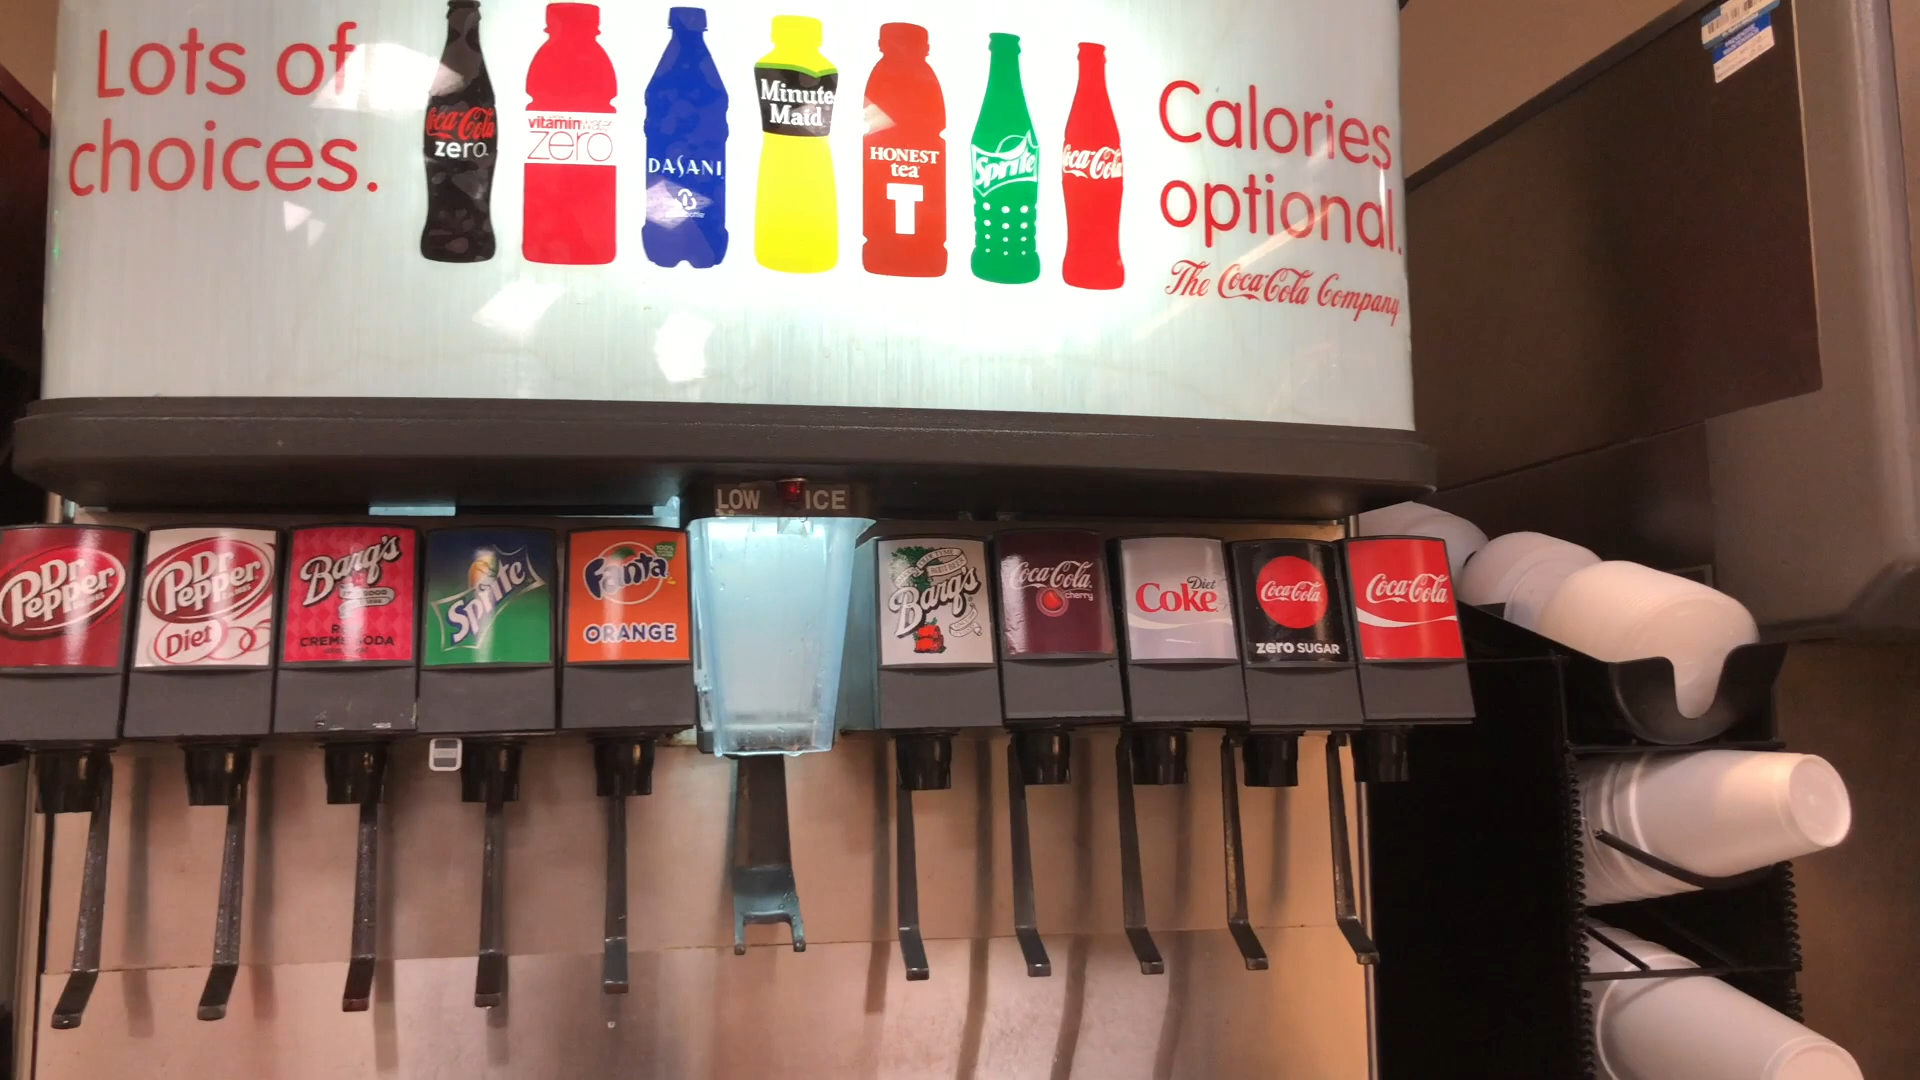 Lots of
choices.
Coca-Cola
zero
vitaminwater
zero
DASANI
Minute
Maid
HONEST
tea
T
Sprite
Coca-Cola
Calories
optional.
The Coca-Cola Company
LOW ICE
Dr
Pepper
Dr
Pepper
Diet
Barq's
CREME SODA
Sprite
Fanta
ORANGE
Barq's
Coca-Cola
cherry
Diet
Coke
Coca-Cola
zero SUGAR
Coca-Cola